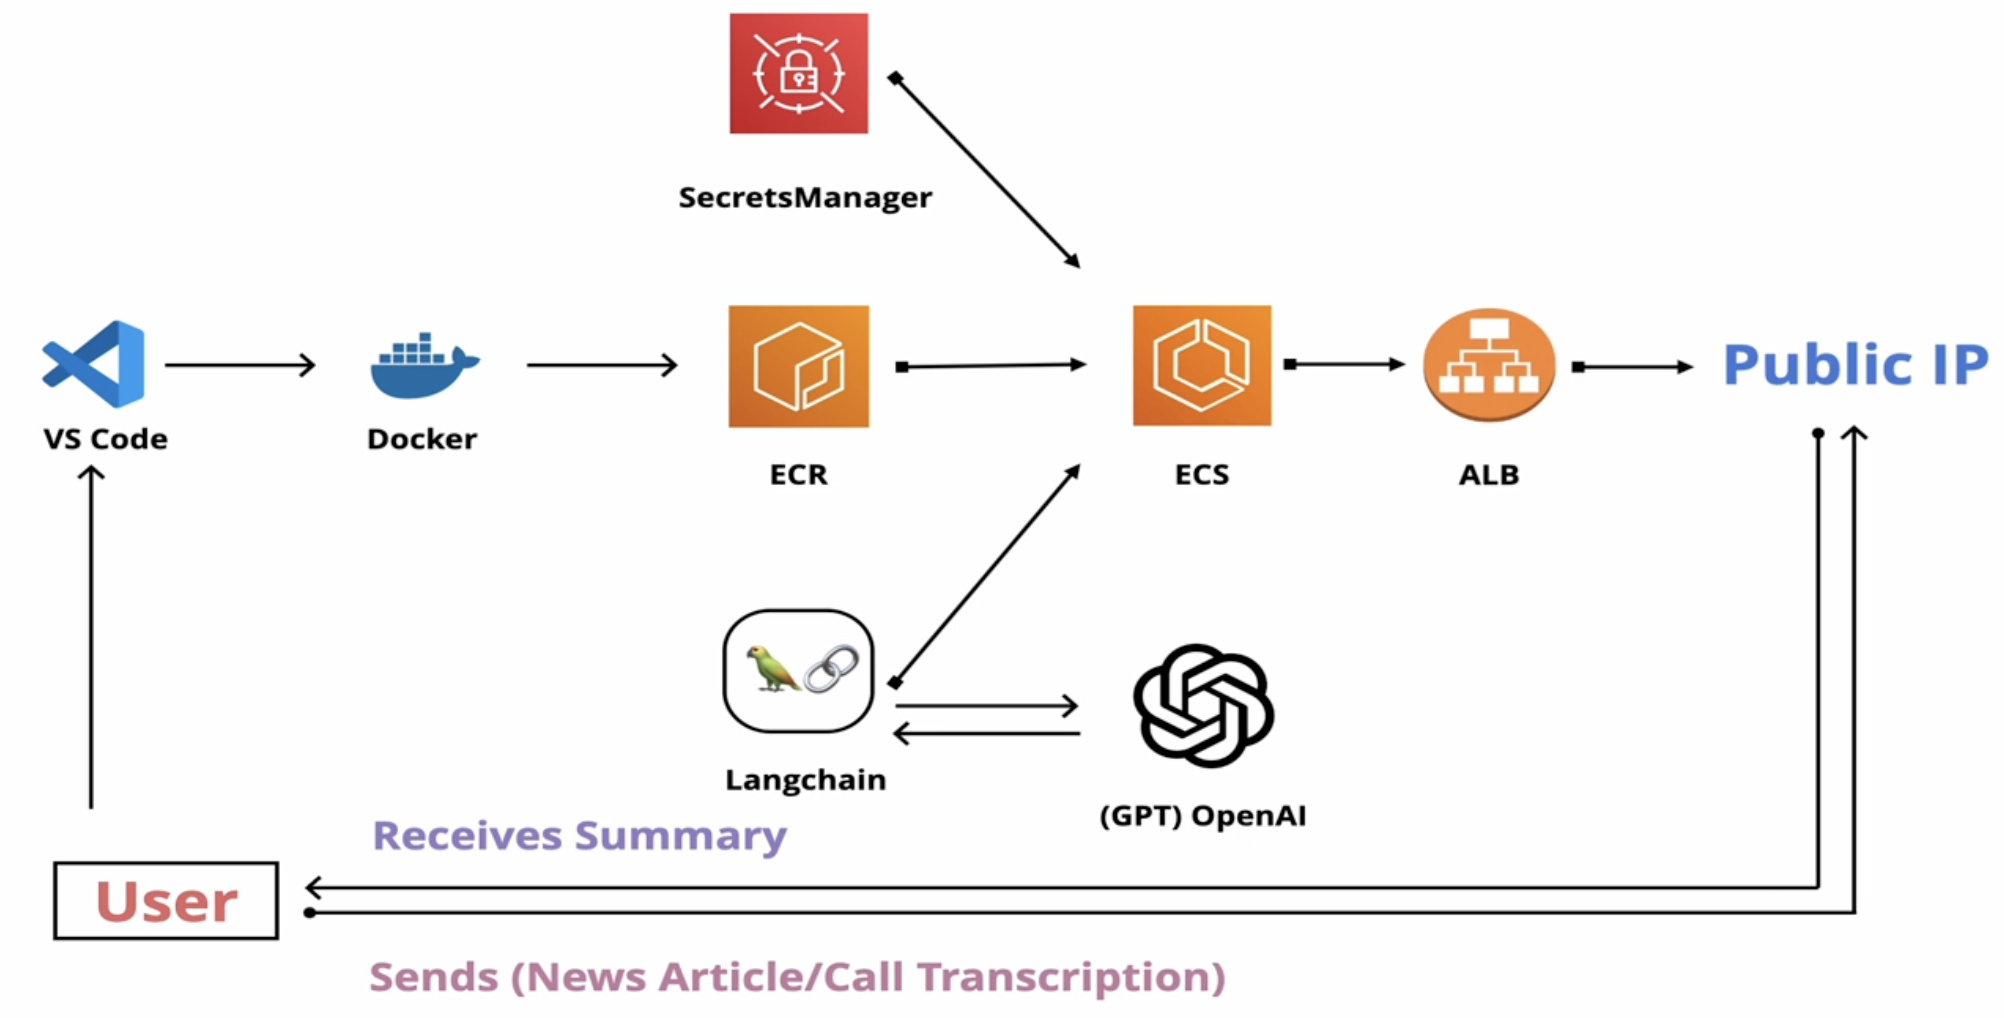 SecretsManager
VS Code
Docker
ECR
ECS
ALB
Public IP
Langchain
(GPT) OpenAI
Receives Summary
User
Sends (News Article/Call Transcription)